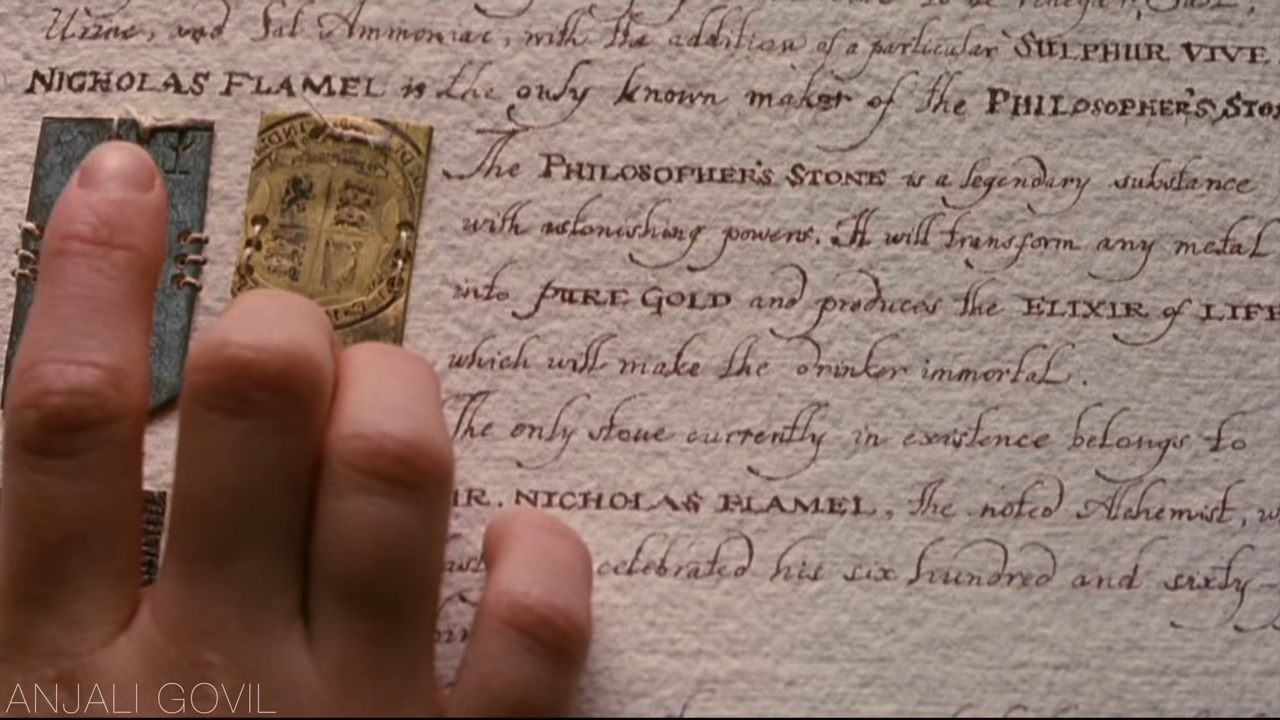 Urine, and Sal Ammoniac, with the addition of a particular SULPHUR VIVE
NICHOLAS FLAMEL is the only known maker of the PHILOSOPHER'S STO
The PHILOSOPHER'S STONE is a legendary substance
with astonishing powers. It will transform any metal
into PURE GOLD and produces the ELIXIR of LIFE
which will make the drinker immortal.
The only stone currently in existence belongs to
MR. NICHOLAS FLAMEL, the noted Alchemist, w
celebrated his six hundred and sixty-
ANJALI GOVIL